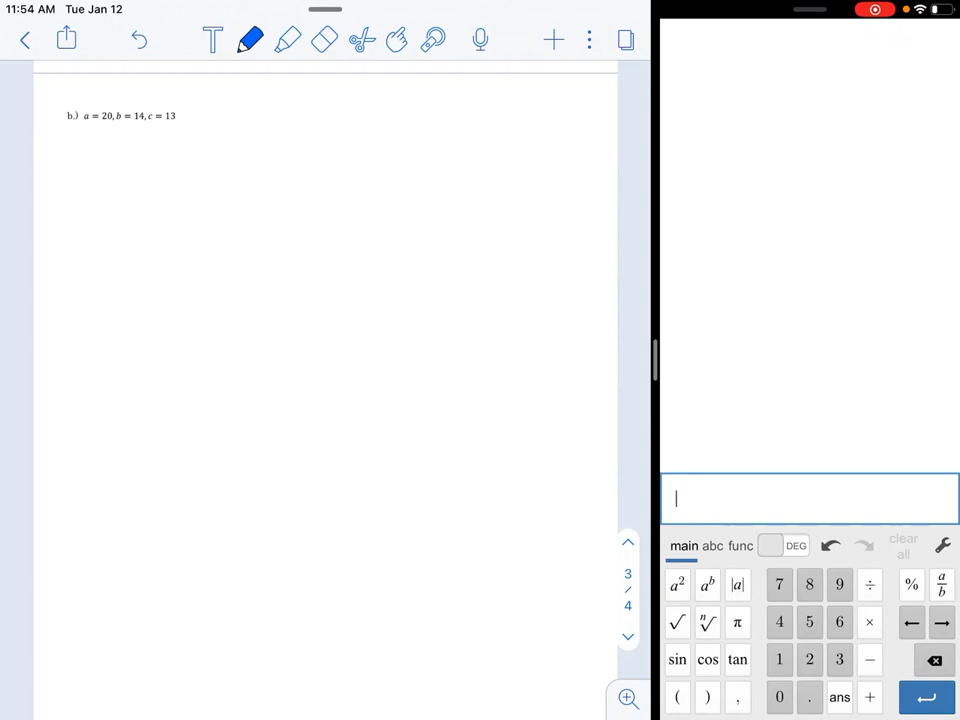 11:54 AM Tue Jan 12
T
b.) a = 20, b = 14, c = 13
3
/
4
main abc func DEG clear all
a² aᵇ |a| 7 8 9 ÷ % a/b
√ ⁿ√ π 4 5 6 × ← →
sin cos tan 1 2 3 −
( ) , 0 . ans +